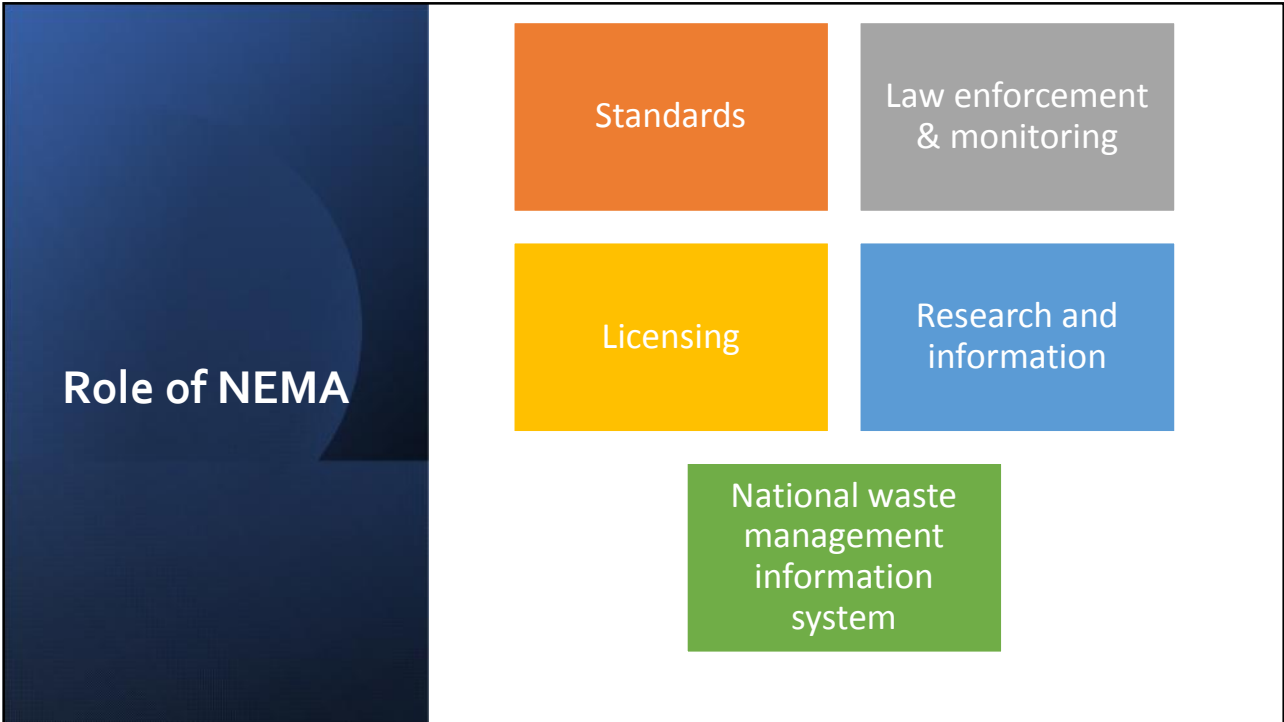 Role of NEMA
Standards
Law enforcement
& monitoring
Licensing
Research and
information
National waste
management
information
system